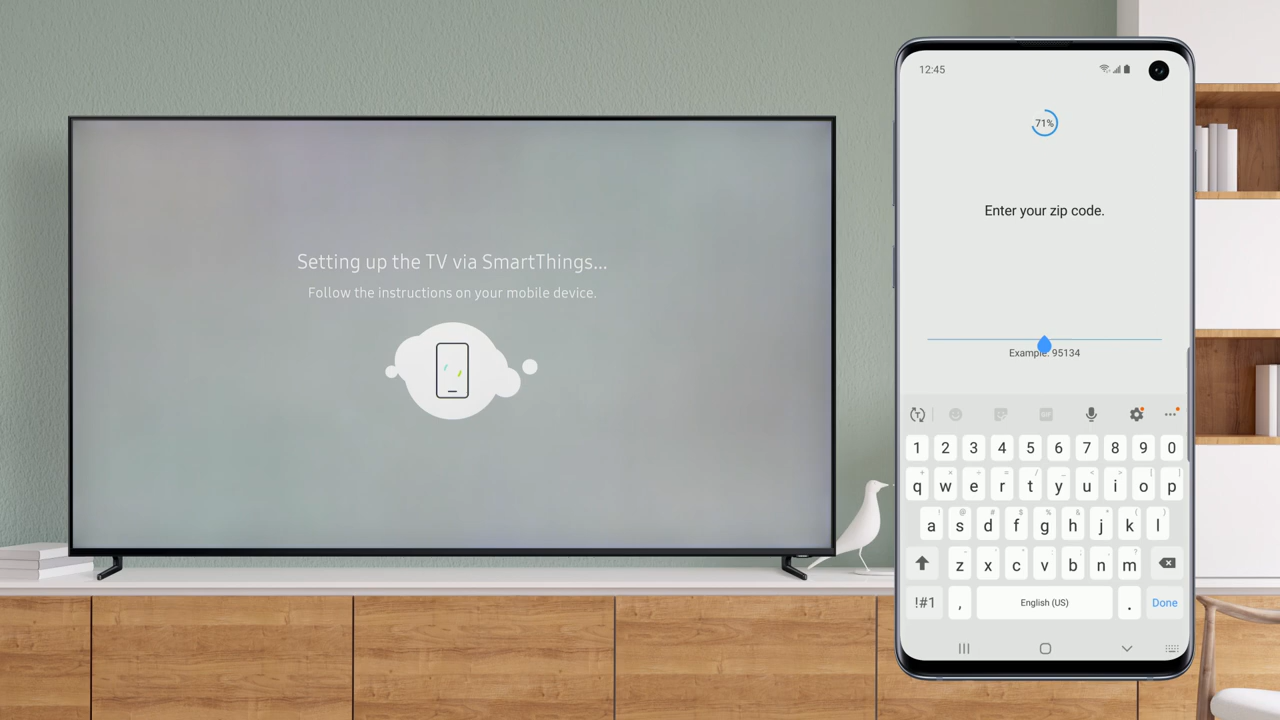 Setting up the TV via SmartThings...
Follow the instructions on your mobile device.
12:45
71%
Enter your zip code.
Example: 95134
1 2 3 4 5 6 7 8 9 0
q w e r t y u i o p
a s d f g h j k l
z x c v b n m
!#1 , English (US) . Done